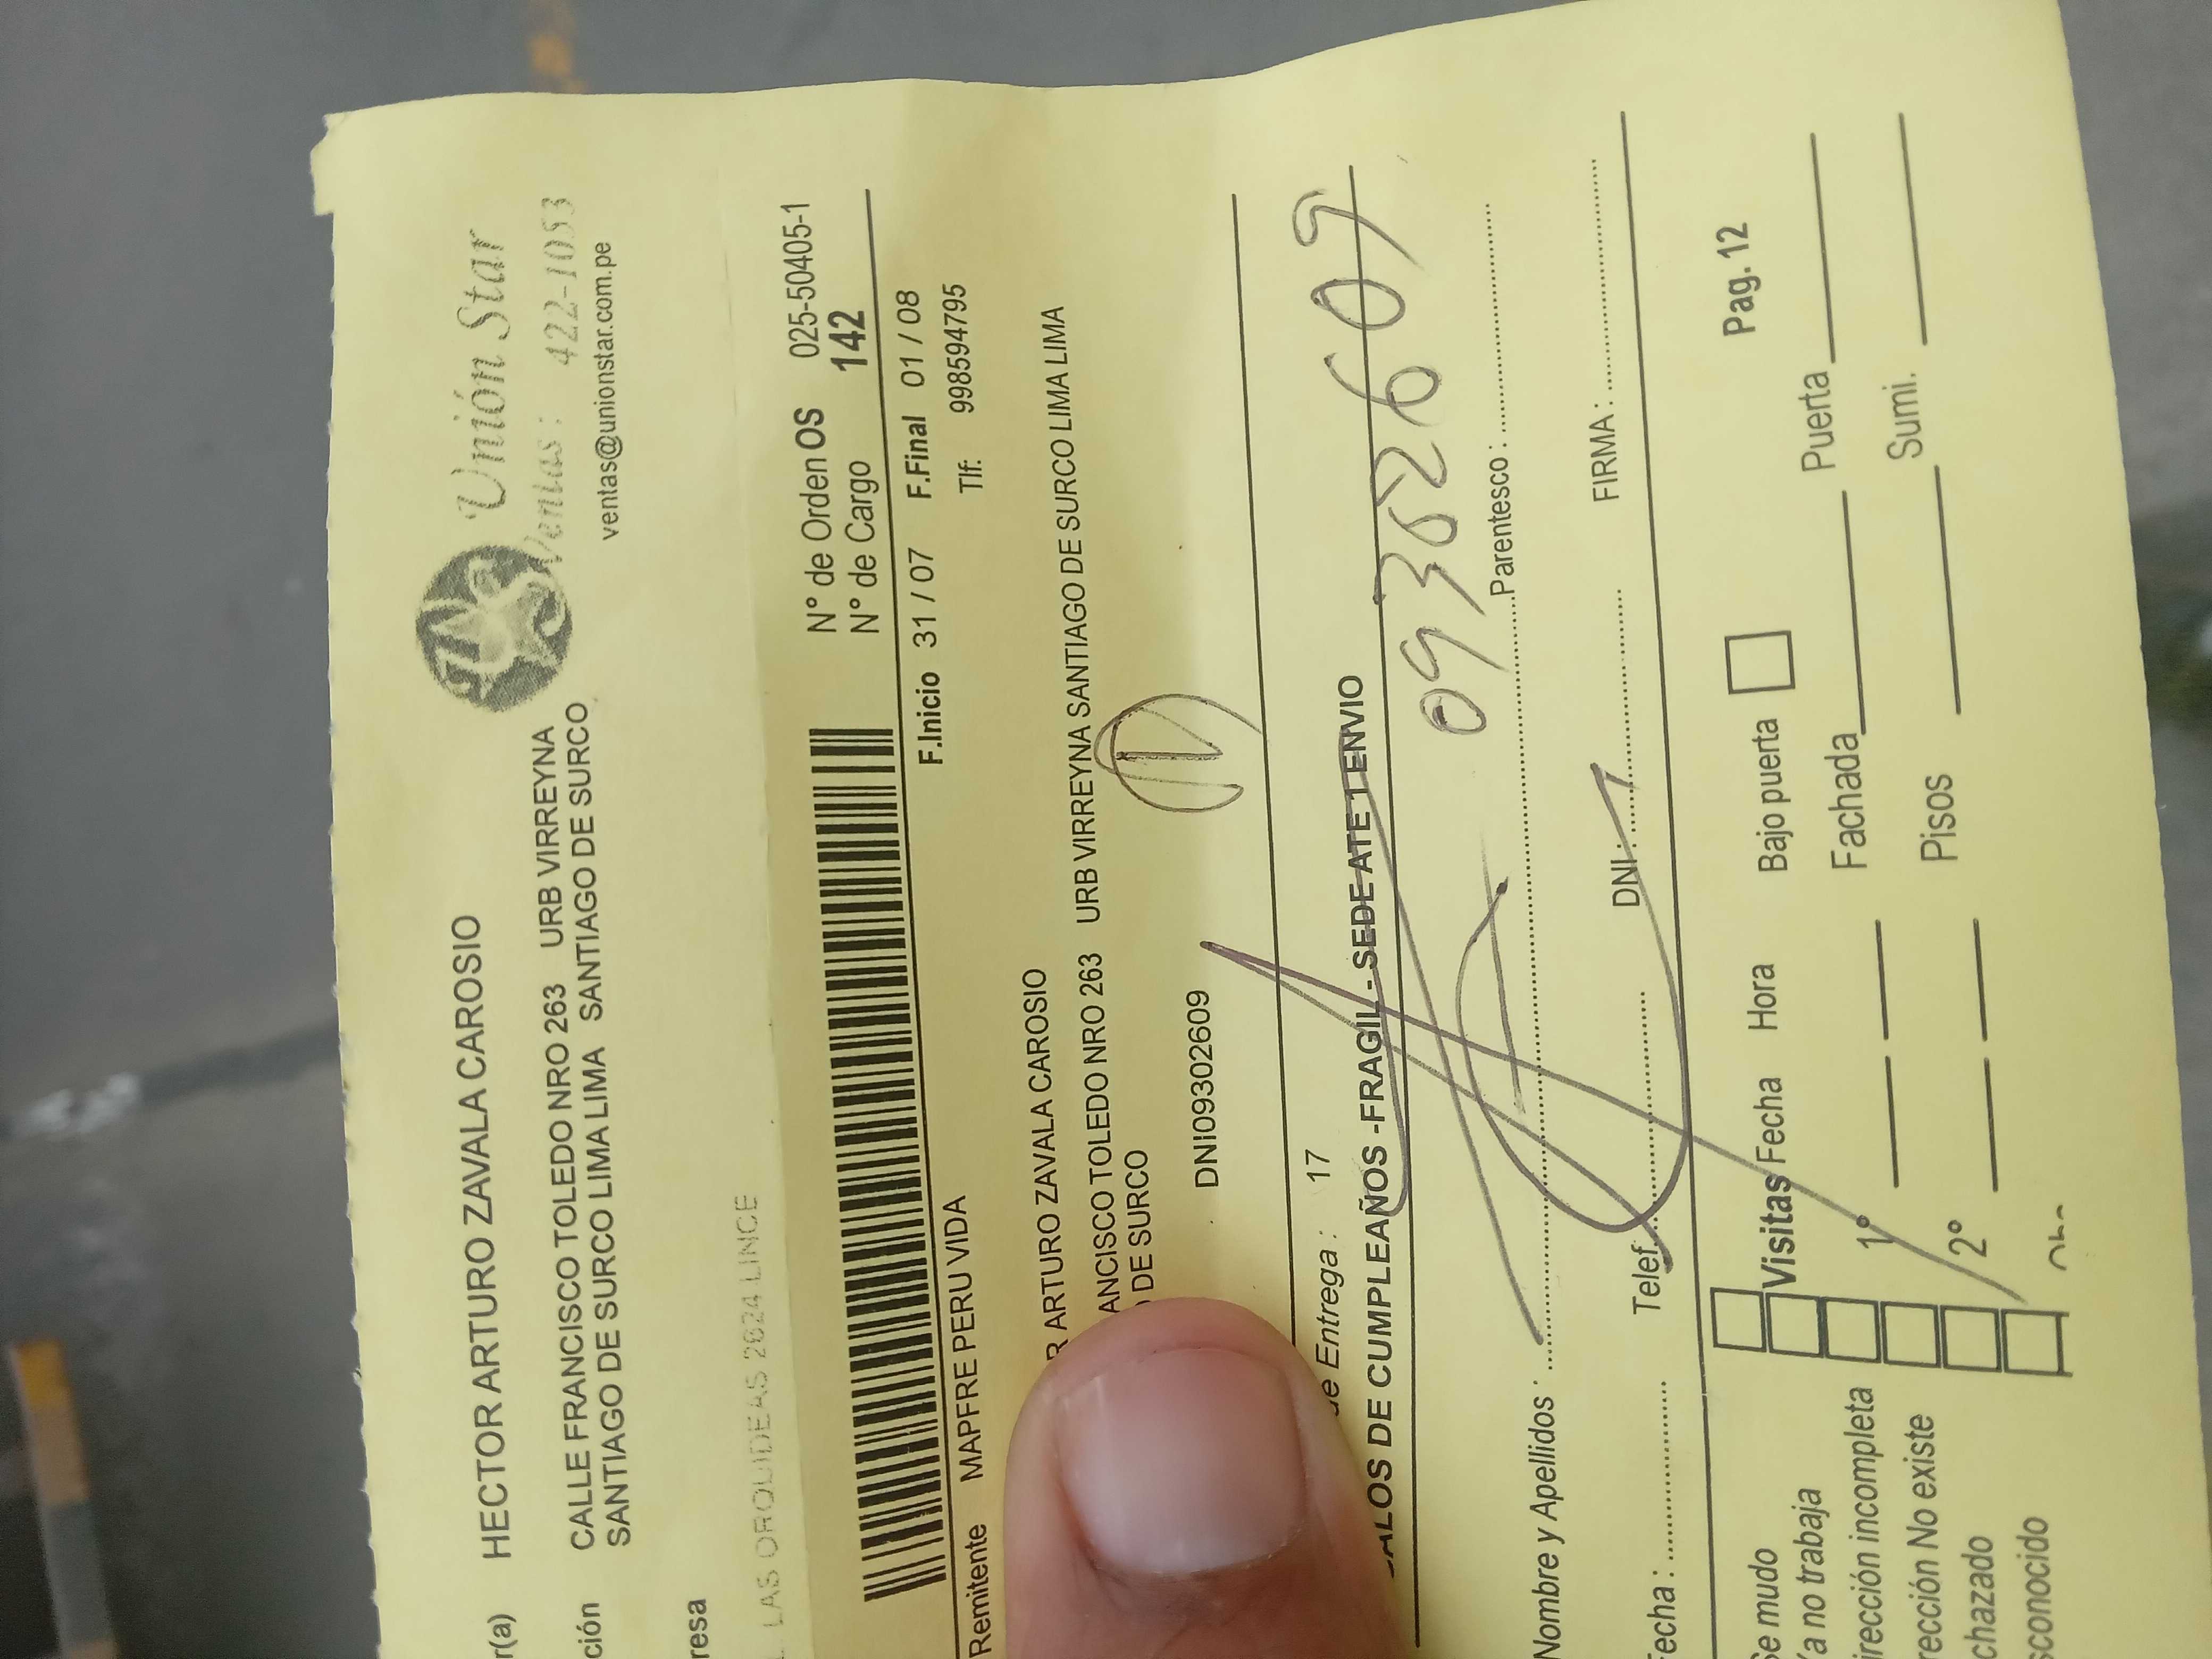 Unión Star
Ventas: 422-1053
ventas@unionstar.com.pe
r(a) HECTOR ARTURO ZAVALA CAROSIO
ción CALLE FRANCISCO TOLEDO NRO 263 URB VIRREYNA
SANTIAGO DE SURCO LIMA LIMA SANTIAGO DE SURCO
resa
LAS ORQUIDEAS 2624 LINCE
N° de Orden OS 025-50405-1
N° de Cargo 142
F.Inicio 31 / 07 F.Final 01 / 08
Remitente MAPFRE PERU VIDA Tlf: 998594795
R ARTURO ZAVALA CAROSIO
ANCISCO TOLEDO NRO 263 URB VIRREYNA SANTIAGO DE SURCO LIMA LIMA
DE SURCO
DNI09302609
de Entrega : 17
ALOS DE CUMPLEAÑOS -FRAGIL - SEDE ATE 1 ENVIO
09302609
Nombre y Apellidos : Parentesco :
Fecha : Telef. DNI : FIRMA :
Se mudo Visitas Fecha Hora Bajo puerta Pag. 12
Ya no trabaja
irección incompleta 1° Fachada Puerta
rección No existe
chazado 2° Pisos Sumi.
sconocido